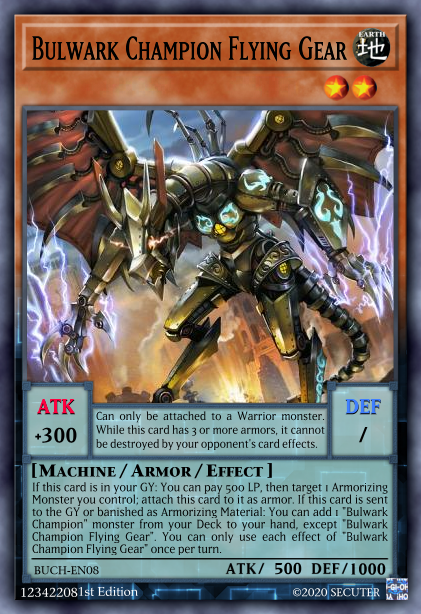 Bulwark Champion Flying Gear
EARTH
地
ATK
+300
Can only be attached to a Warrior monster.
While this card has 3 or more armors, it cannot
be destroyed by your opponent's card effects.
DEF
/
[Machine / Armor / Effect]
If this card is in your GY: You can pay 500 LP, then target 1 Armorizing
Monster you control; attach this card to it as armor. If this card is sent
to the GY or banished as Armorizing Material: You can add 1 "Bulwark
Champion" monster from your Deck to your hand, except "Bulwark
Champion Flying Gear". You can only use each effect of "Bulwark
Champion Flying Gear" once per turn.
BUCH-EN08
ATK/ 500 DEF/1000
123422081st Edition
©2020 SECUTER